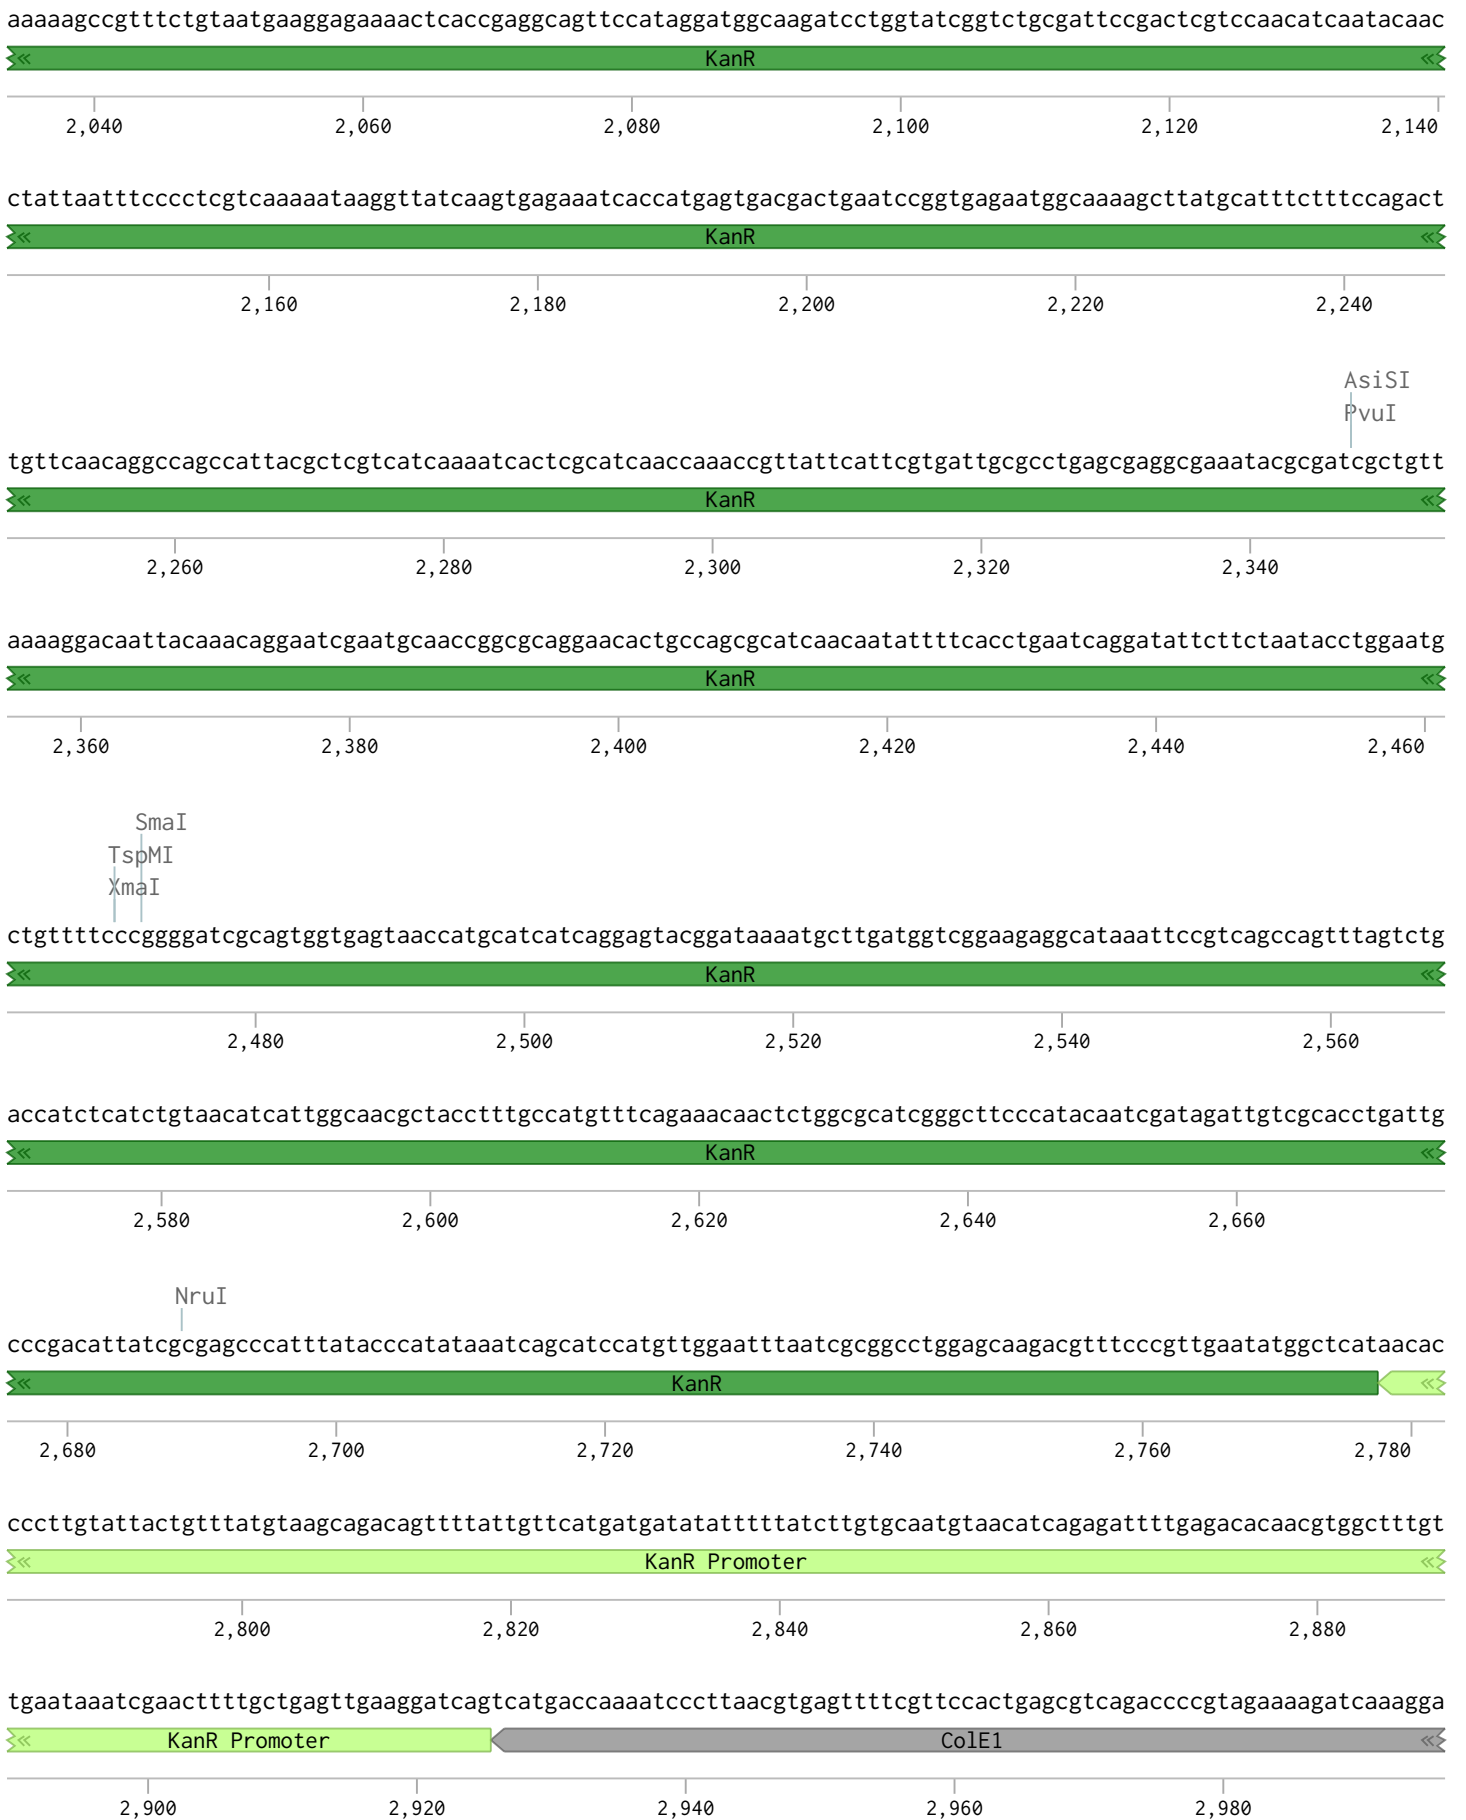 aaaaagccgtttctgtaatgaaggagaaaactcaccgaggcagttccataggatggcaagatcctggtatcggtctgcgattccgactcgtccaacatcaatacaac
KanR
2,040 2,060 2,080 2,100 2,120 2,140
ctattaatttcccctcgtcaaaaataaggttatcaagtgagaaatcaccatgagtgacgactgaatccggtgagaatggcaaaagcttatgcatttctttccagact
KanR
2,160 2,180 2,200 2,220 2,240
AsiSI
PvuI
tgttcaacaggccagccattacgctcgtcatcaaaatcactcgcatcaaccaaaccgttattcattcgtgattgcgcctgagcgaggcgaaatacgcgatcgctgtt
KanR
2,260 2,280 2,300 2,320 2,340
aaaaggacaattacaaacaggaatcgaatgcaaccggcgcaggaacactgccagcgcatcaacaatattttcacctgaatcaggatattcttctaatacctggaatg
KanR
2,360 2,380 2,400 2,420 2,440 2,460
SmaI
TspMI
XmaI
ctgttttcccggggatcgcagtggtgagtaaccatgcatcatcaggagtacggataaaatgcttgatggtcggaagaggcataaattccgtcagccagtttagtctg
KanR
2,480 2,500 2,520 2,540 2,560
accatctcatctgtaacatcattggcaacgctacctttgccatgtttcagaaacaactctggcgcatcgggcttcccatacaatcgatagattgtcgcacctgattg
KanR
2,580 2,600 2,620 2,640 2,660
NruI
cccgacattatcgcgagcccatttatacccatataaatcagcatccatgttggaatttaatcgcggcctggagcaagacgtttcccgttgaatatggctcataacac
KanR
2,680 2,700 2,720 2,740 2,760 2,780
cccttgtattactgtttatgtaagcagacagttttattgttcatgatgatatatttttatcttgtgcaatgtaacatcagagattttgagacacaacgtggctttgt
KanR Promoter
2,800 2,820 2,840 2,860 2,880
tgaataaatcgaacttttgctgagttgaaggatcagtcatgaccaaaatcccttaacgtgagttttcgttccactgagcgtcagaccccgtagaaaagatcaaagga
KanR Promoter ColE1
2,900 2,920 2,940 2,960 2,980